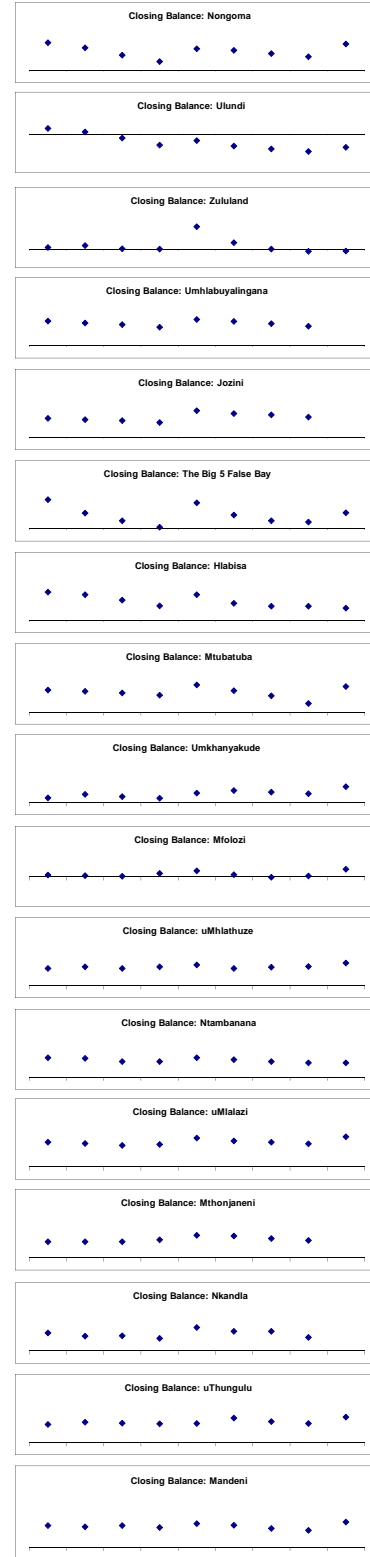 Closing Balance: Nongoma
Closing Balance: Ulundi
Closing Balance: Zululand
Closing Balance: Umhlabuyalingana
Closing Balance: Jozini
Closing Balance: The Big 5 False Bay
Closing Balance: Hlabisa
Closing Balance: Mtubatuba
Closing Balance: Umkhanyakude
Closing Balance: Mfolozi
Closing Balance: uMhlathuze
Closing Balance: Ntambanana
Closing Balance: uMlalazi
Closing Balance: Mthonjaneni
Closing Balance: Nkandla
Closing Balance: uThungulu
Closing Balance: Mandeni